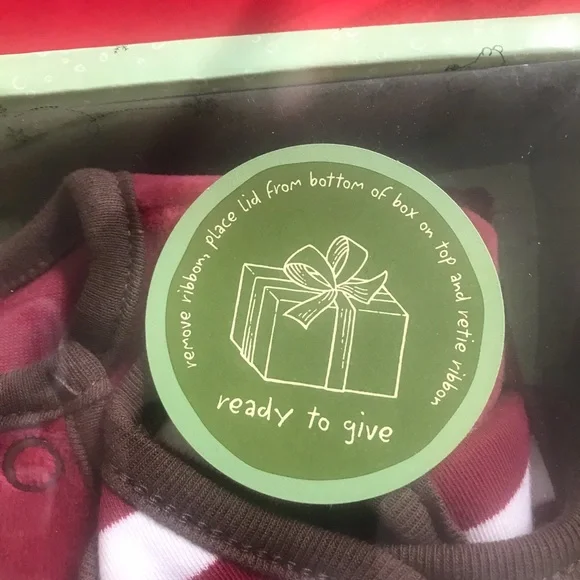 remove ribbon, place lid from bottom of box on top and retie ribbon
ready to give